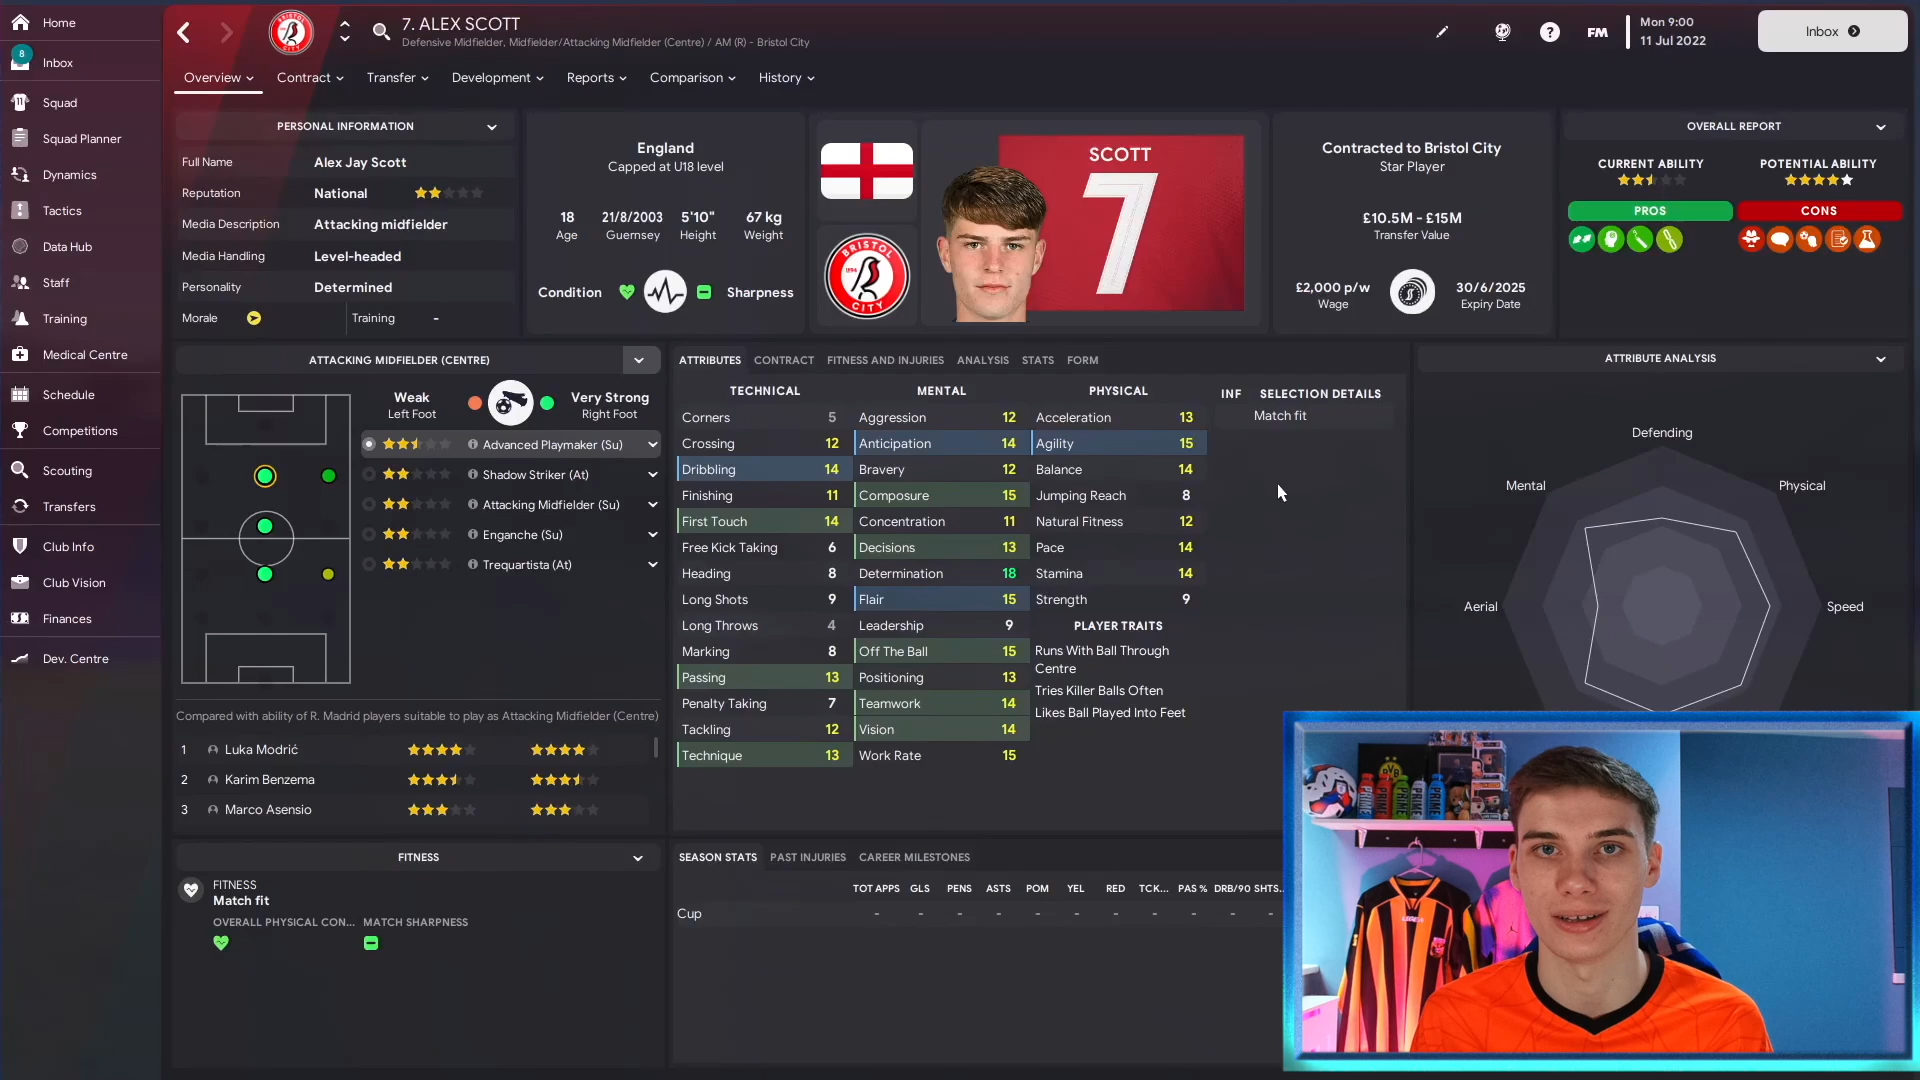 Home
8
Inbox
Squad
Squad Planner
Dynamics
Tactics
Data Hub
Staff
Training
Medical Centre
Schedule
Competitions
Scouting
Transfers
Club Info
Club Vision
Finances
Dev. Centre
7. ALEX SCOTT
Defensive Midfielder, Midfielder/Attacking Midfielder (Centre) / AM (R) - Bristol City
? FM
Mon 9:00
11 Jul 2022
Inbox
Overview Contract Transfer Development Reports Comparison History
PERSONAL INFORMATION
Full Name Alex Jay Scott
Reputation National
Media Description Attacking midfielder
Media Handling Level-headed
Personality Determined
Morale Training -
England
Capped at U18 level
18 21/8/2003 5'10" 67 kg
Age Guernsey Height Weight
Condition Sharpness
BRISTOL
1894
CITY
SCOTT
7
Contracted to Bristol City
Star Player
£10.5M - £15M
Transfer Value
£2,000 p/w 30/6/2025
Wage Expiry Date
OVERALL REPORT
CURRENT ABILITY POTENTIAL ABILITY
PROS CONS
ATTACKING MIDFIELDER (CENTRE)
Weak Very Strong
Left Foot Right Foot
Advanced Playmaker (Su)
Shadow Striker (At)
Attacking Midfielder (Su)
Enganche (Su)
Trequartista (At)
Compared with ability of R. Madrid players suitable to play as Attacking Midfielder (Centre)
1 Luka Modrić
2 Karim Benzema
3 Marco Asensio
FITNESS
FITNESS
Match fit
OVERALL PHYSICAL CON... MATCH SHARPNESS
ATTRIBUTES CONTRACT FITNESS AND INJURIES ANALYSIS STATS FORM
TECHNICAL MENTAL PHYSICAL INF SELECTION DETAILS
Corners 5 Aggression 12 Acceleration 13 Match fit
Crossing 12 Anticipation 14 Agility 15
Dribbling 14 Bravery 12 Balance 14
Finishing 11 Composure 15 Jumping Reach 8
First Touch 14 Concentration 11 Natural Fitness 12
Free Kick Taking 6 Decisions 13 Pace 14
Heading 8 Determination 18 Stamina 14
Long Shots 9 Flair 15 Strength 9
Long Throws 4 Leadership 9 PLAYER TRAITS
Marking 8 Off The Ball 15 Runs With Ball Through
Centre
Passing 13 Positioning 13
Tries Killer Balls Often
Penalty Taking 7 Teamwork 14 Likes Ball Played Into Feet
Tackling 12 Vision 14
Technique 13 Work Rate 15
SEASON STATS PAST INJURIES CAREER MILESTONES
TOT APPS GLS PENS ASTS POM YEL RED TCK... PAS % DRB/90 SHTS...
Cup - - - - - - - - - - -
ATTRIBUTE ANALYSIS
Defending
Mental Physical
Aerial Speed
BVB
09
PRIME PRIME PRIME PRIME